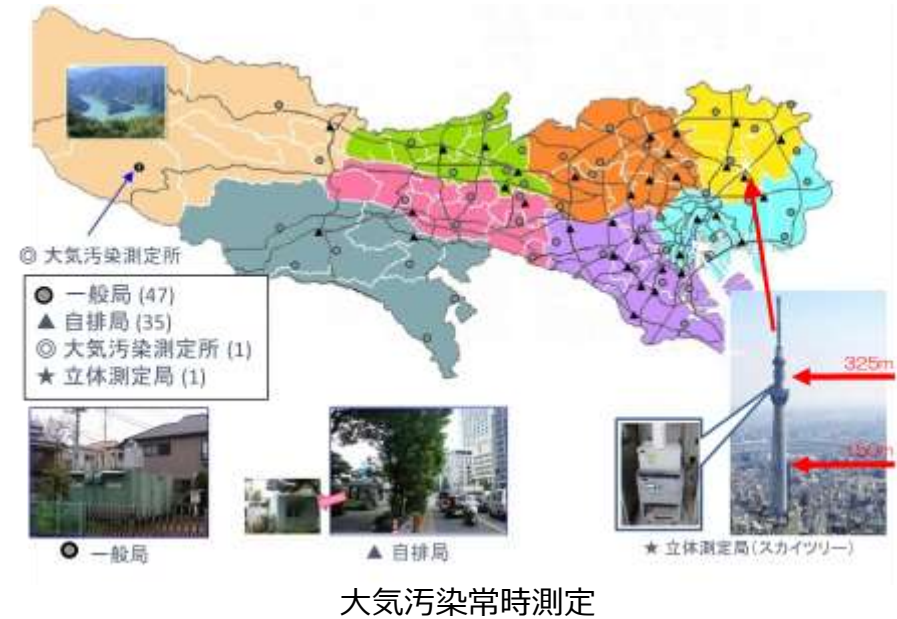 ◎ 大気汚染測定所
● 一般局 (47)
▲ 自排局 (35)
◎ 大気汚染測定所 (1)
★ 立体測定局 (1)
325m
150m
● 一般局
▲ 自排局
★ 立体測定局(スカイツリー)
大気汚染常時測定